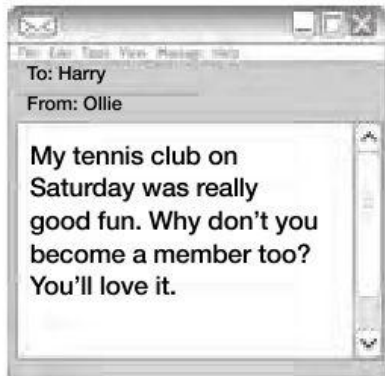 To: Harry
From: Ollie
My tennis club on
Saturday was really
good fun. Why don't you
become a member too?
You'll love it.